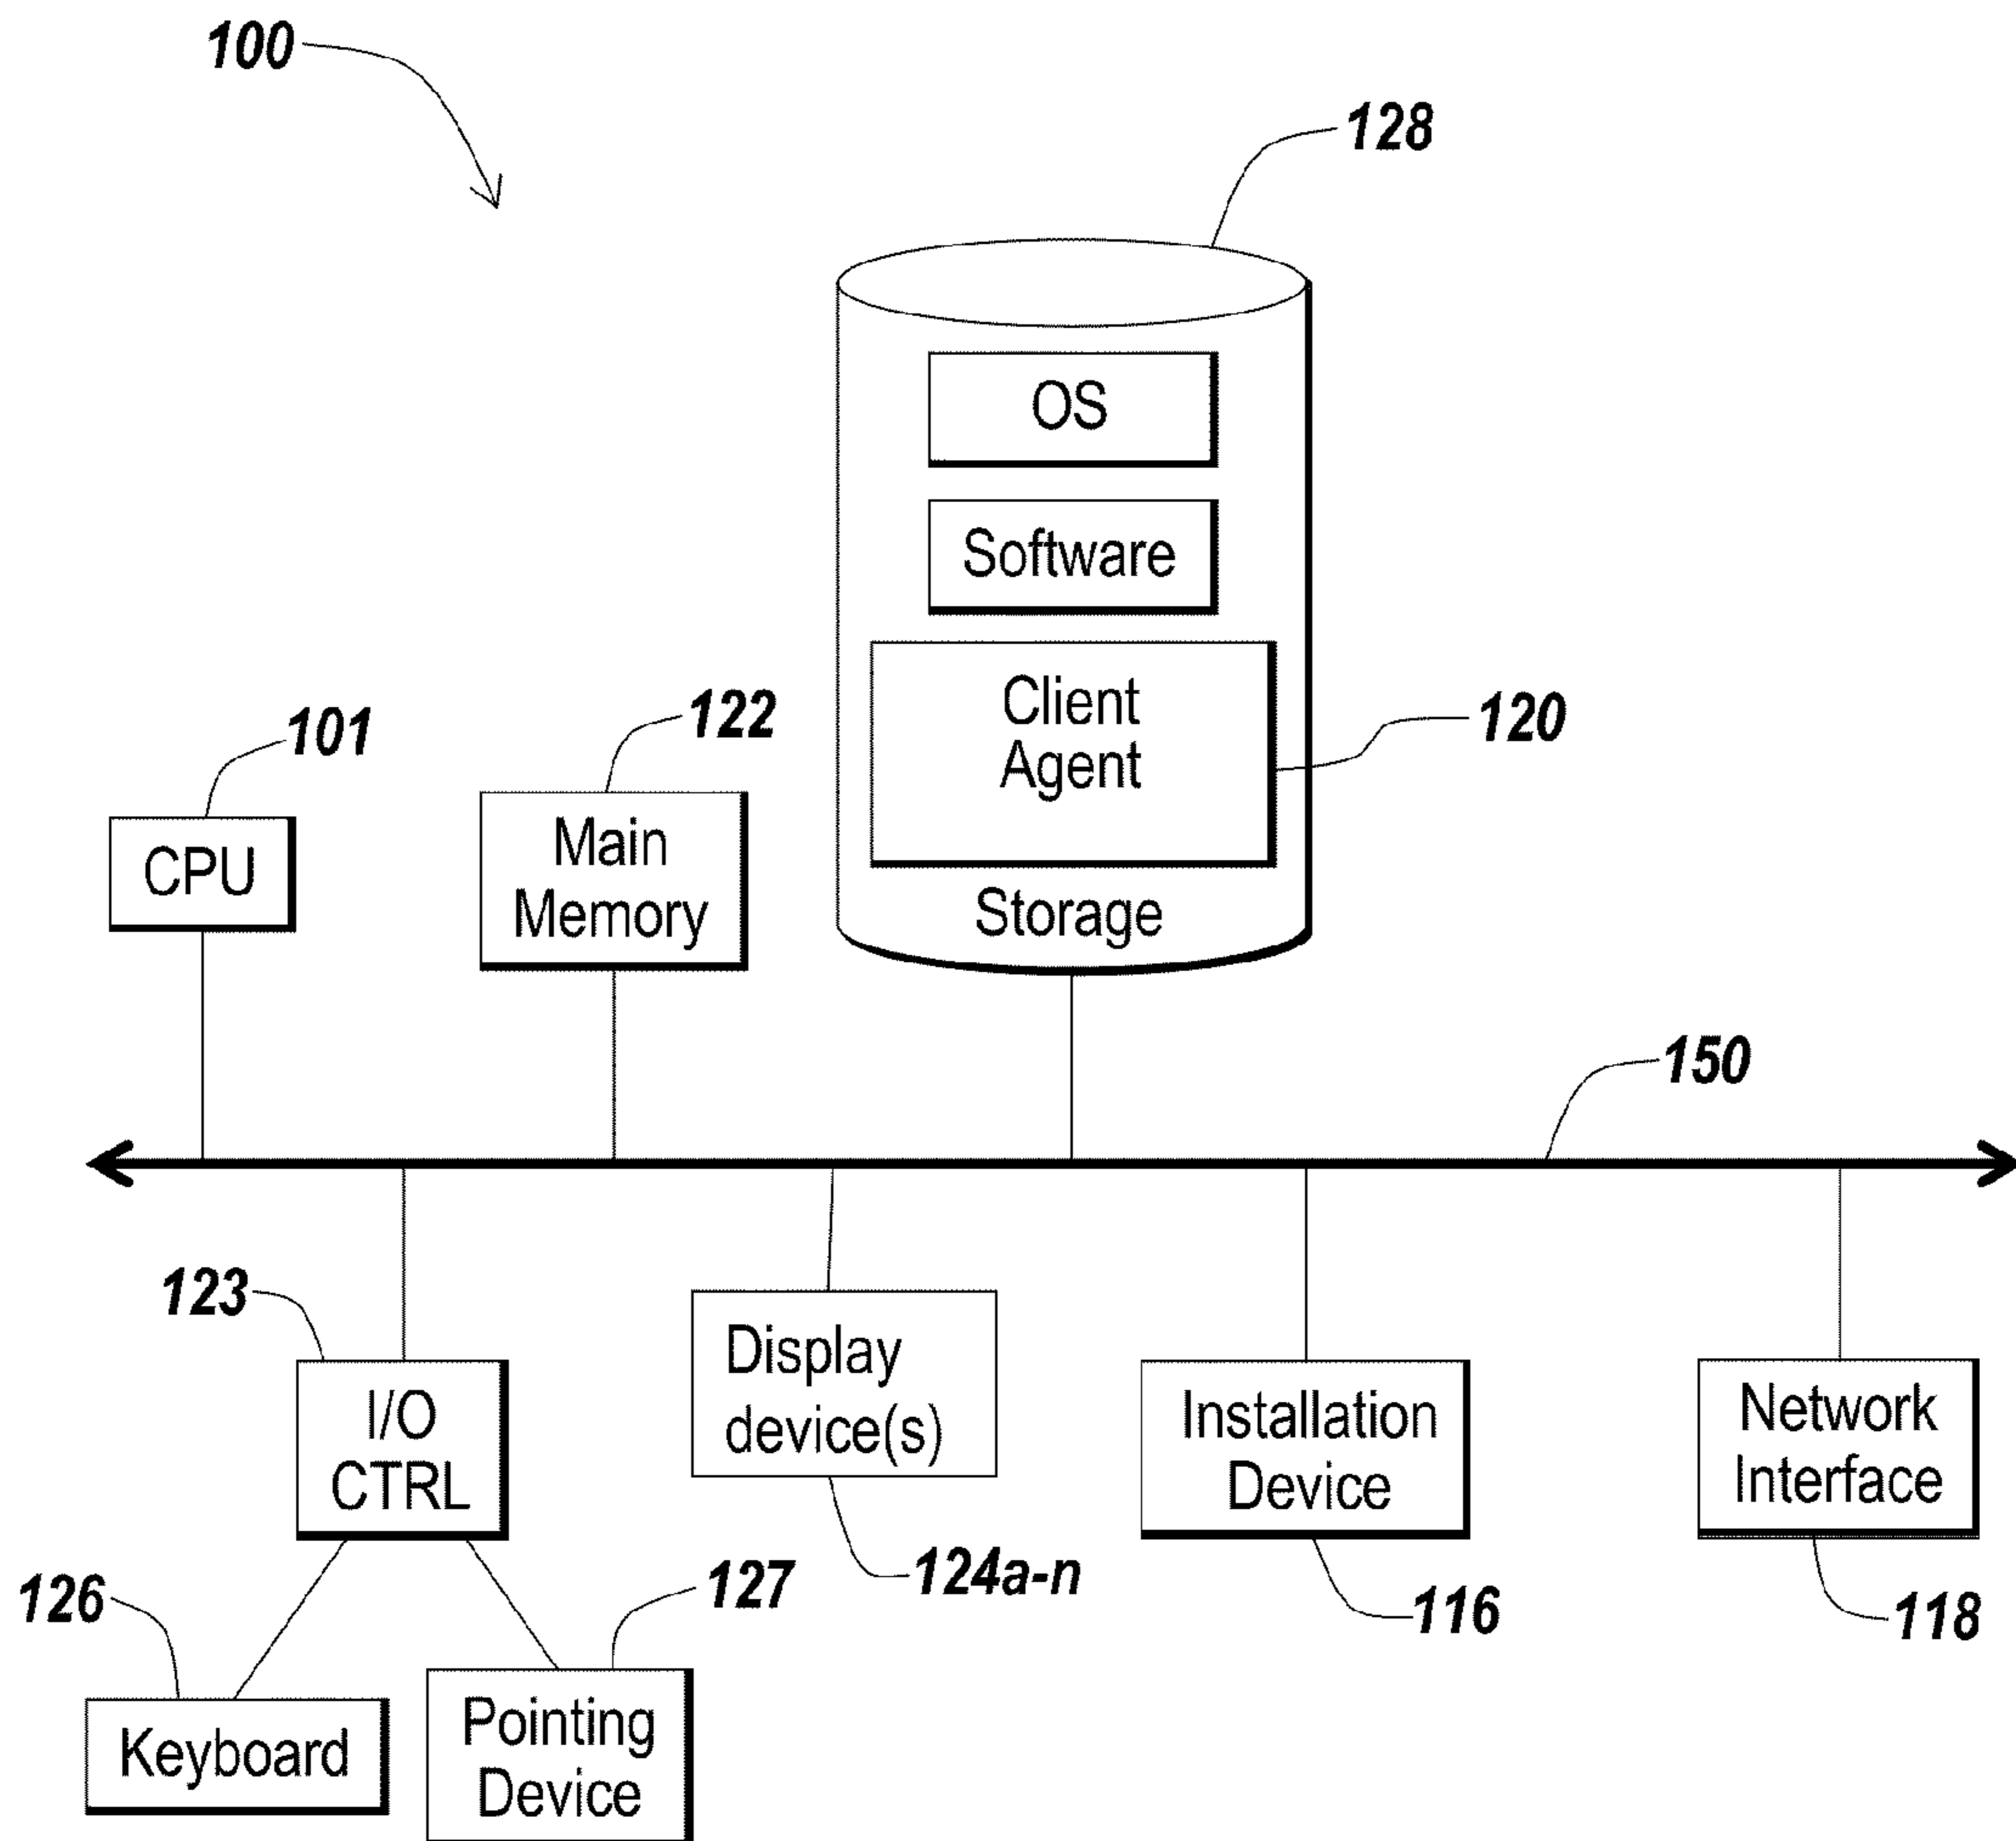 100
128
OS
Software
Client
Agent
120
Storage
101
CPU
122
Main
Memory
150
123
I/O
CTRL
Display
device(s)
124a-n
Installation
Device
116
Network
Interface
118
126
Keyboard
127
Pointing
Device